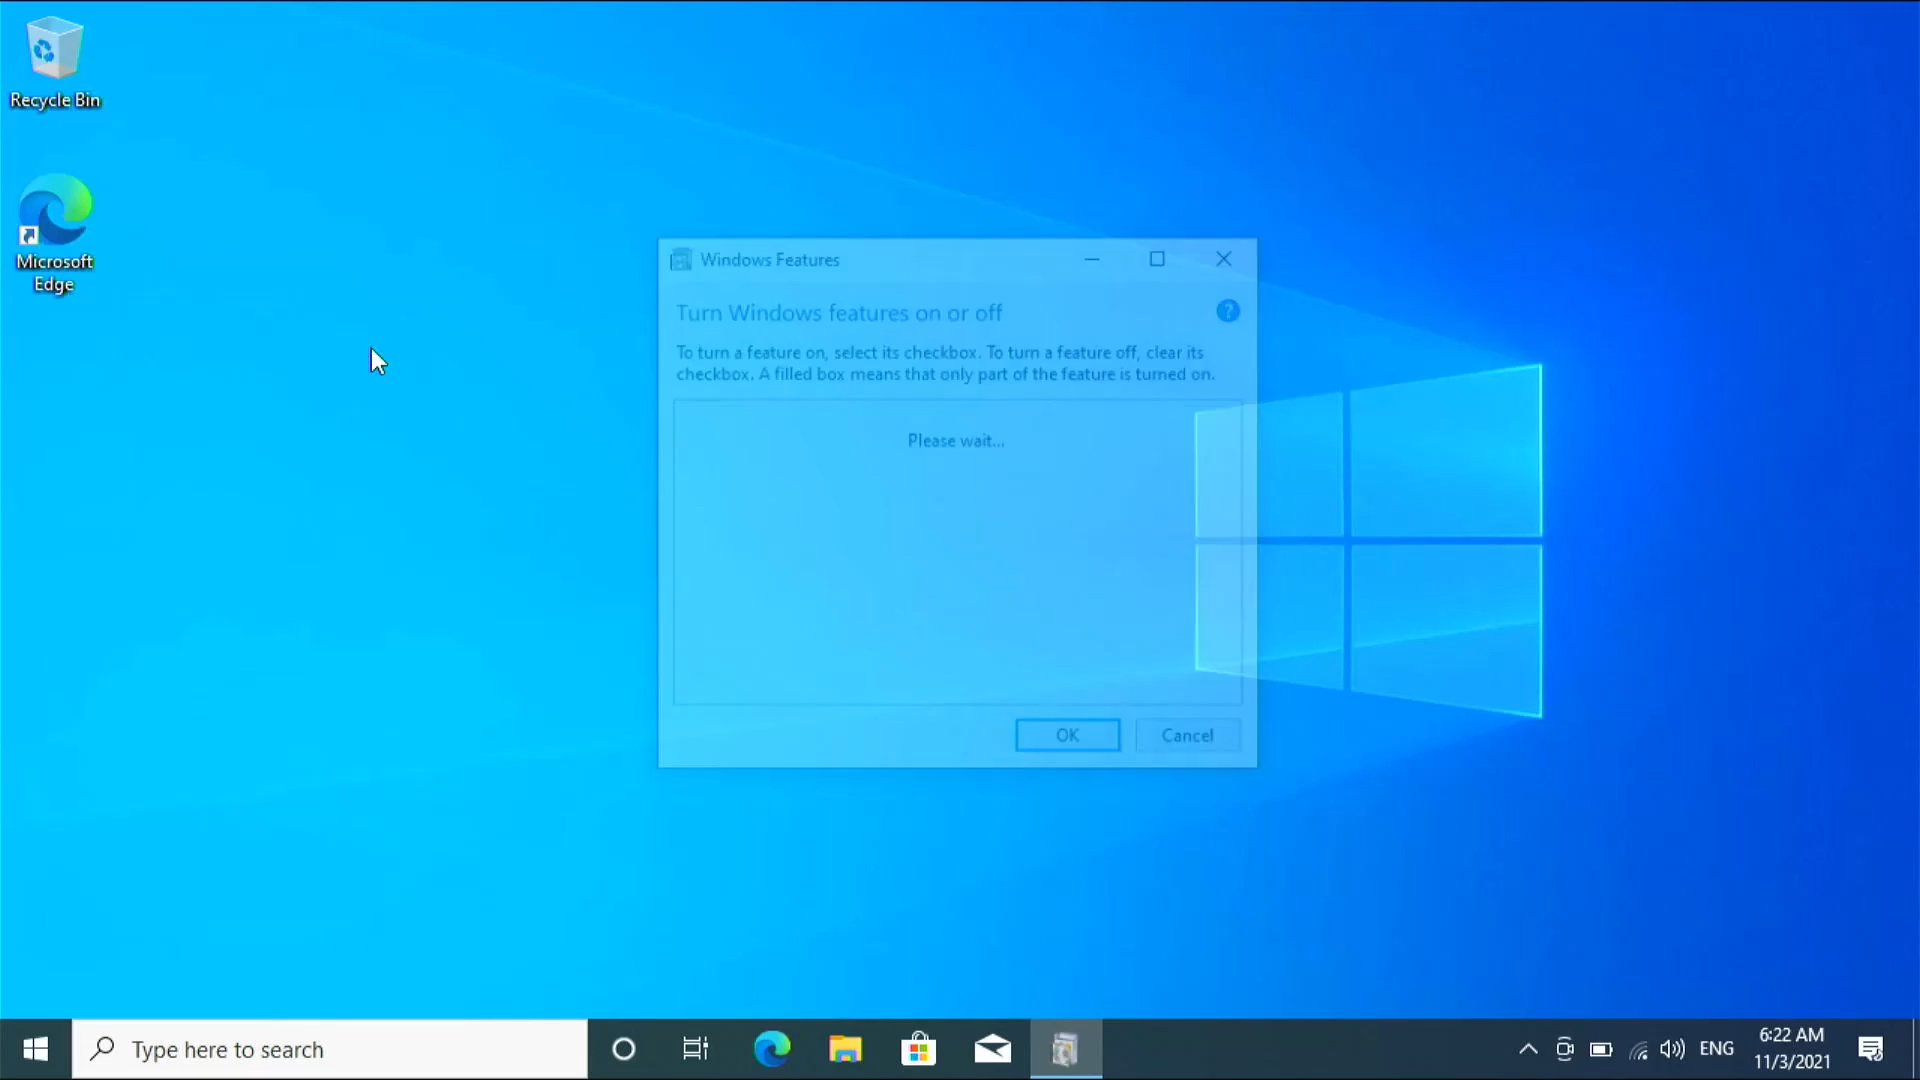 Recycle Bin
Microsoft
Edge
Windows Features
Turn Windows features on or off
?
To turn a feature on, select its checkbox. To turn a feature off, clear its
checkbox. A filled box means that only part of the feature is turned on.
Please wait...
OK
Cancel
Type here to search
ENG
6:22 AM
11/3/2021